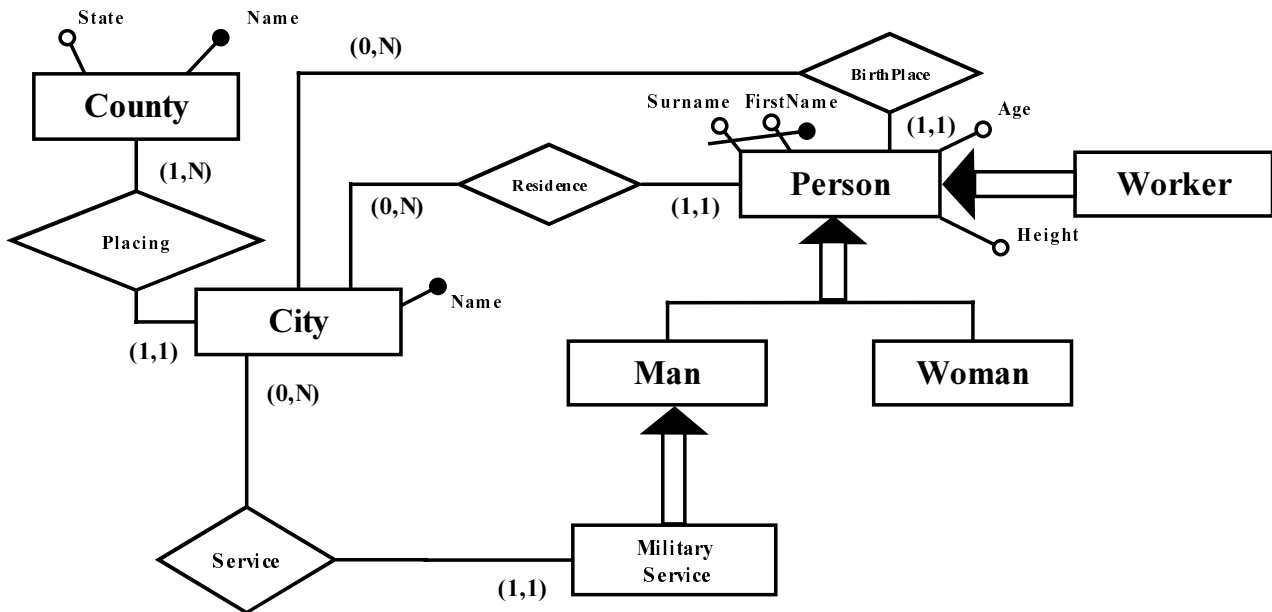 State
Name
(0,N)
BirthPlace
County
Surname
FirstName
Age
(1,1)
(1,N)
Residence
Person
Worker
(0,N)
(1,1)
Placing
Height
Name
City
(1,1)
Man
Woman
(0,N)
Service
Military
Service
(1,1)